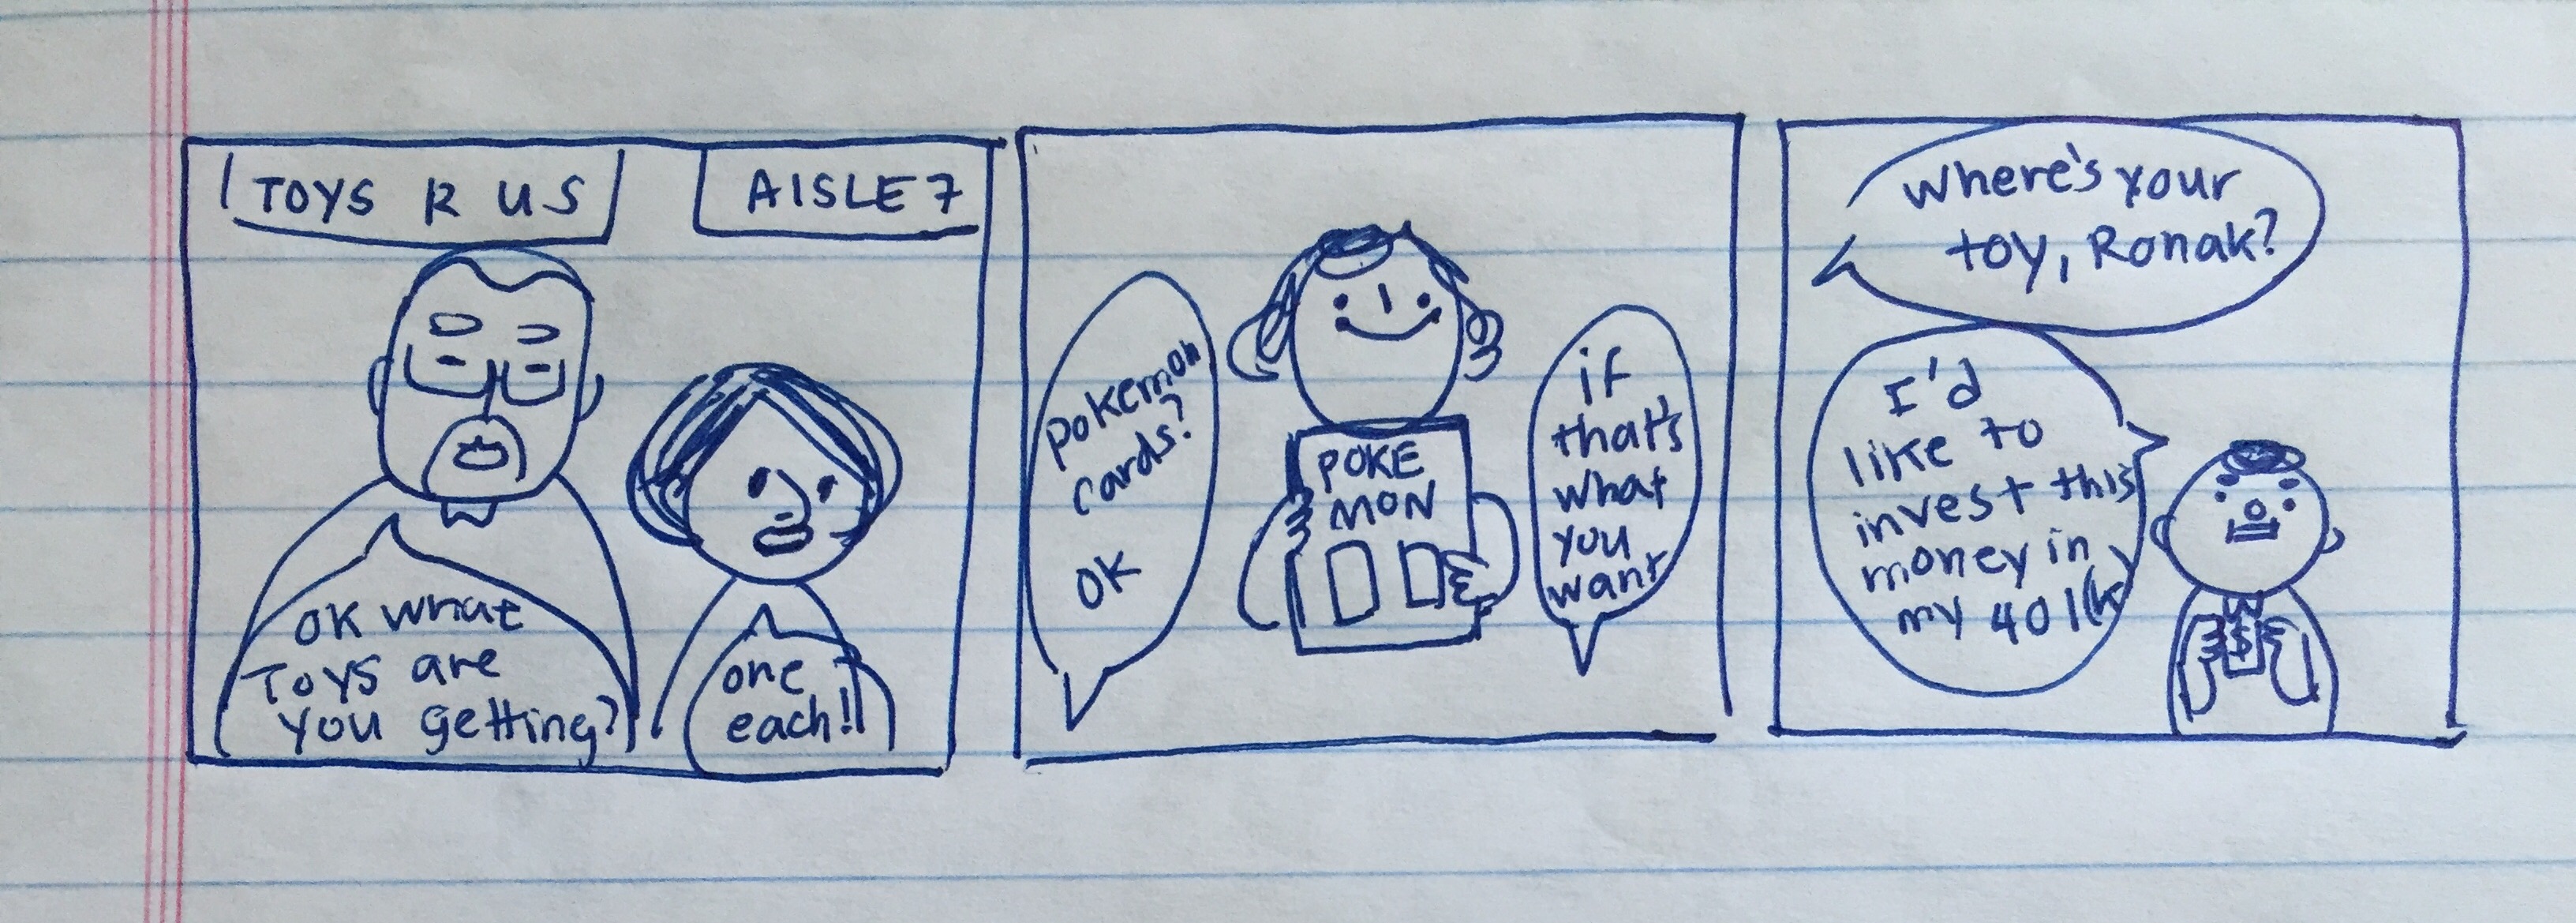 TOYS R US
AISLE 7
OK what
Toys are
you getting?
one
each!!
Pokemon
cards?
OK
POKE
MON
if
that's
what
you
want
Where's your
toy, Ronak?
I'd
like to
invest this
money in
my 401(k)
$